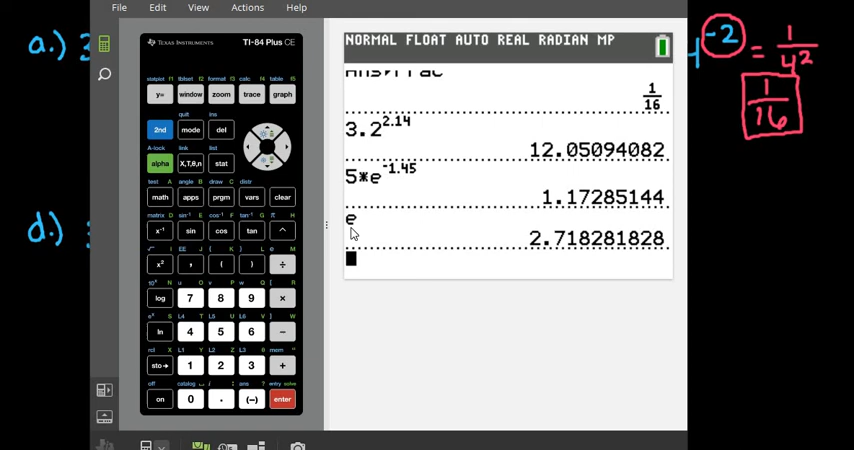 File Edit View Actions Help
a.) 3
d.)
TEXAS INSTRUMENTS TI-84 Plus CE
statplot f1 tblset f2 format f3 calc f4 table f5
y= window zoom trace graph
quit ins
2nd mode del
A-lock link list
alpha X,T,θ,n stat
test A angle B draw C distr
math apps prgm vars clear
matrix D sin⁻¹ E cos⁻¹ F tan⁻¹ G π H
x⁻¹ sin cos tan ^
√ I EE J { K } L e M
x² , ( ) ÷
10ˣ N u O v P w Q [ R
log 7 8 9 ×
eˣ S L4 T L5 U L6 V ] W
ln 4 5 6 −
rcl X L1 Y L2 Z L3 θ mem "
sto→ 1 2 3 +
off catalog i : ans ? entry solve
on 0 . (−) enter
NORMAL FLOAT AUTO REAL RADIAN MP
Ans▸Frac
1/16
3.2^2.14
12.05094082
5*e^-1.45
1.17285144
e
2.718281828
4^-2 = 1/4²
1/16